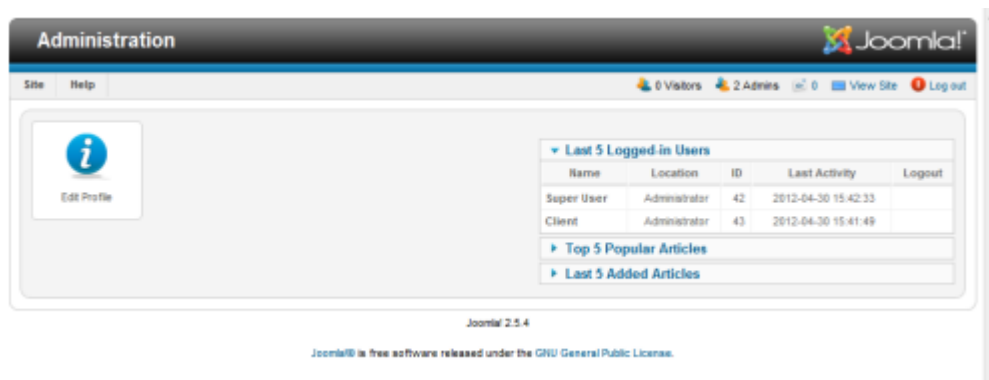 Administration
Joomla!
Site Help
0 Visitors 2 Admins 0 View Site Log out
Edit Profile
Last 5 Logged-in Users
Name Location ID Last Activity Logout
Super User Administrator 42 2012-04-30 15:42:33
Client Administrator 43 2012-04-30 15:41:49
Top 5 Popular Articles
Last 5 Added Articles
Joomla! 2.5.4
Joomla!® is free software released under the GNU General Public License.